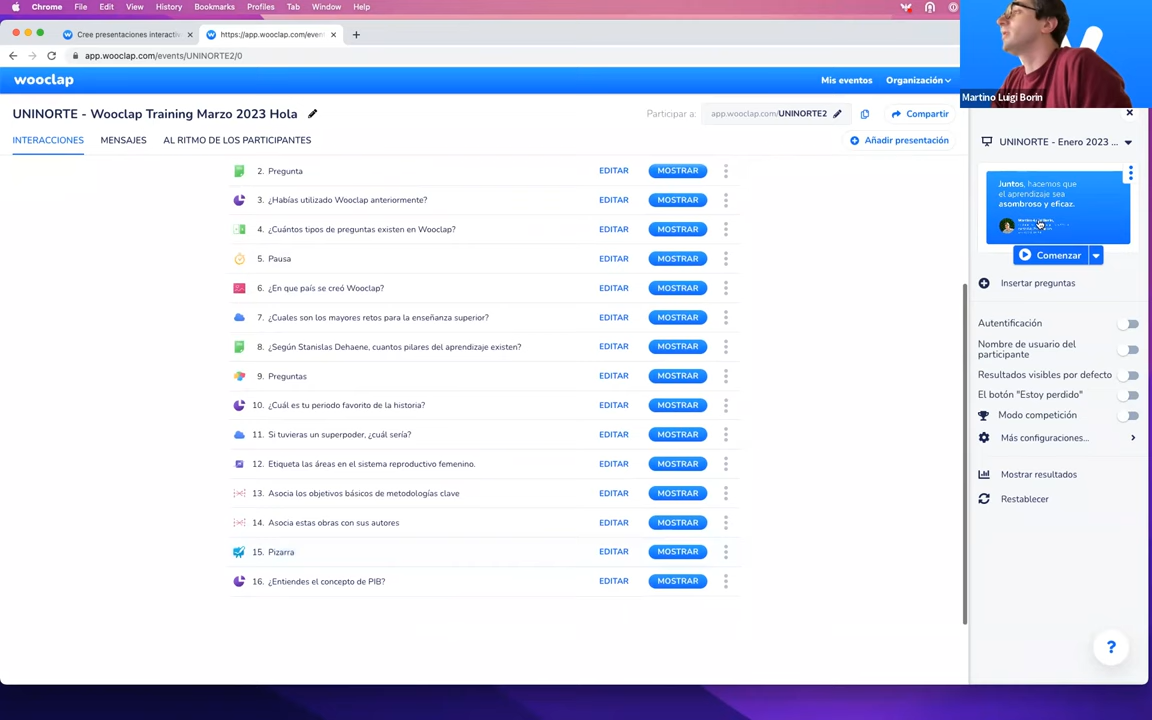 Chrome File Edit View History Bookmarks Profiles Tab Window Help
Cree presentaciones interacti
https://app.wooclap.com/even
app.wooclap.com/events/UNINORTE2/0
wooclap
Mis eventos
Organización
Martino Luigi Borin
UNINORTE - Wooclap Training Marzo 2023 Hola
Participar a:
app.wooclap.com/UNINORTE2
Compartir
INTERACCIONES
MENSAJES
AL RITMO DE LOS PARTICIPANTES
Añadir presentación
2. Pregunta EDITAR MOSTRAR
3. ¿Habías utilizado Wooclap anteriormente? EDITAR MOSTRAR
4. ¿Cuántos tipos de preguntas existen en Wooclap? EDITAR MOSTRAR
5. Pausa EDITAR MOSTRAR
6. ¿En que país se creó Wooclap? EDITAR MOSTRAR
7. ¿Cuales son los mayores retos para la enseñanza superior? EDITAR MOSTRAR
8. ¿Según Stanislas Dehaene, cuantos pilares del aprendizaje existen? EDITAR MOSTRAR
9. Preguntas EDITAR MOSTRAR
10. ¿Cuál es tu periodo favorito de la historia? EDITAR MOSTRAR
11. Si tuvieras un superpoder, ¿cuál sería? EDITAR MOSTRAR
12. Etiqueta las áreas en el sistema reproductivo femenino. EDITAR MOSTRAR
13. Asocia los objetivos básicos de metodologías clave EDITAR MOSTRAR
14. Asocia estas obras con sus autores EDITAR MOSTRAR
15. Pizarra EDITAR MOSTRAR
16. ¿Entiendes el concepto de PIB? EDITAR MOSTRAR
UNINORTE - Enero 2023 ...
Juntos, hacemos que
el aprendizaje sea
asombroso y eficaz.
Comenzar
Insertar preguntas
Autentificación
Nombre de usuario del
participante
Resultados visibles por defecto
El botón "Estoy perdido"
Modo competición
Más configuraciones...
Mostrar resultados
Restablecer
?